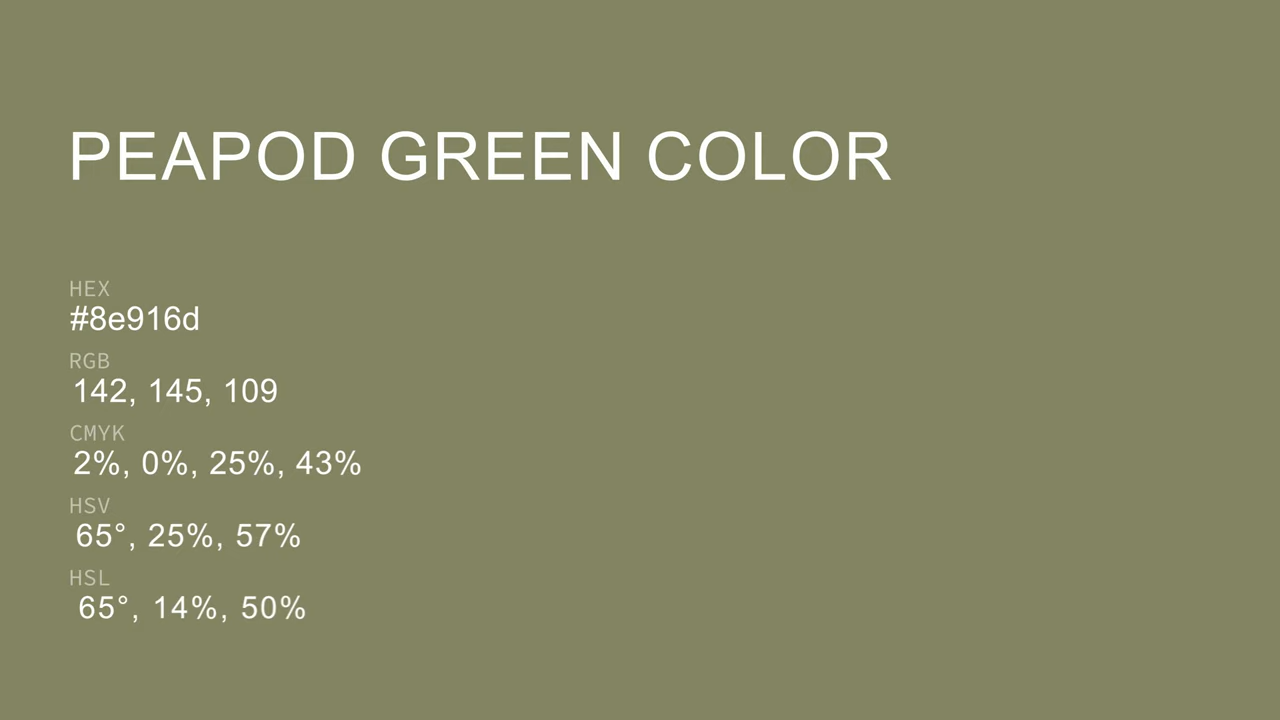 PEAPOD GREEN COLOR
HEX
#8e916d
RGB
142, 145, 109
CMYK
2%, 0%, 25%, 43%
HSV
65°, 25%, 57%
HSL
65°, 14%, 50%